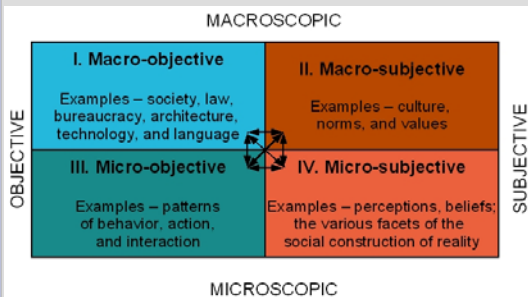 MACROSCOPIC
I. Macro-objective
Examples – society, law,
bureaucracy, architecture,
technology, and language
II. Macro-subjective
Examples – culture,
norms, and values
OBJECTIVE
SUBJECTIVE
III. Micro-objective
Examples – patterns
of behavior, action,
and interaction
IV. Micro-subjective
Examples – perceptions, beliefs;
the various facets of the
social construction of reality
MICROSCOPIC